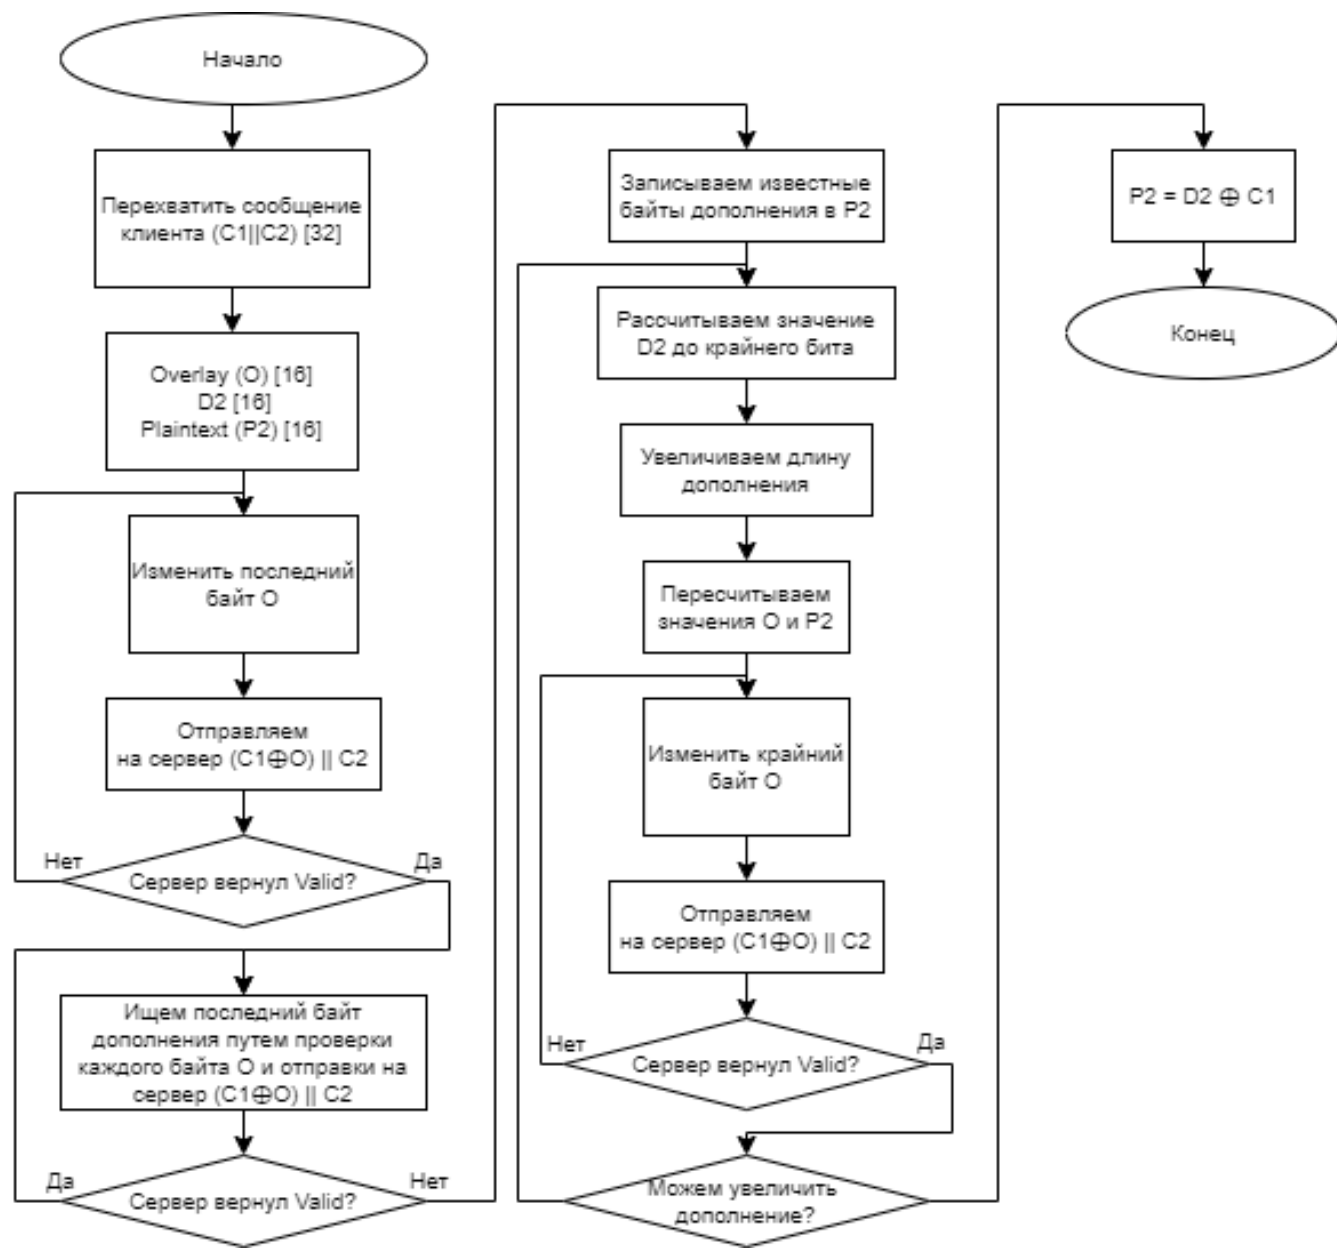 Начало
Перехватить сообщение
клиента (C1||C2) [32]
Overlay (O) [16]
D2 [16]
Plaintext (P2) [16]
Изменить последний
байт O
Отправляем
на сервер (C1⊕O) || C2
Нет
Да
Сервер вернул Valid?
Ищем последний байт
дополнения путем проверки
каждого байта O и отправки на
сервер (C1⊕O) || C2
Да
Нет
Сервер вернул Valid?
Записываем известные
байты дополнения в P2
Рассчитываем значение
D2 до крайнего бита
Увеличиваем длину
дополнения
Пересчитываем
значения O и P2
Изменить крайний
байт O
Отправляем
на сервер (C1⊕O) || C2
Нет
Да
Сервер вернул Valid?
Можем увеличить
дополнение?
P2 = D2 ⊕ C1
Конец